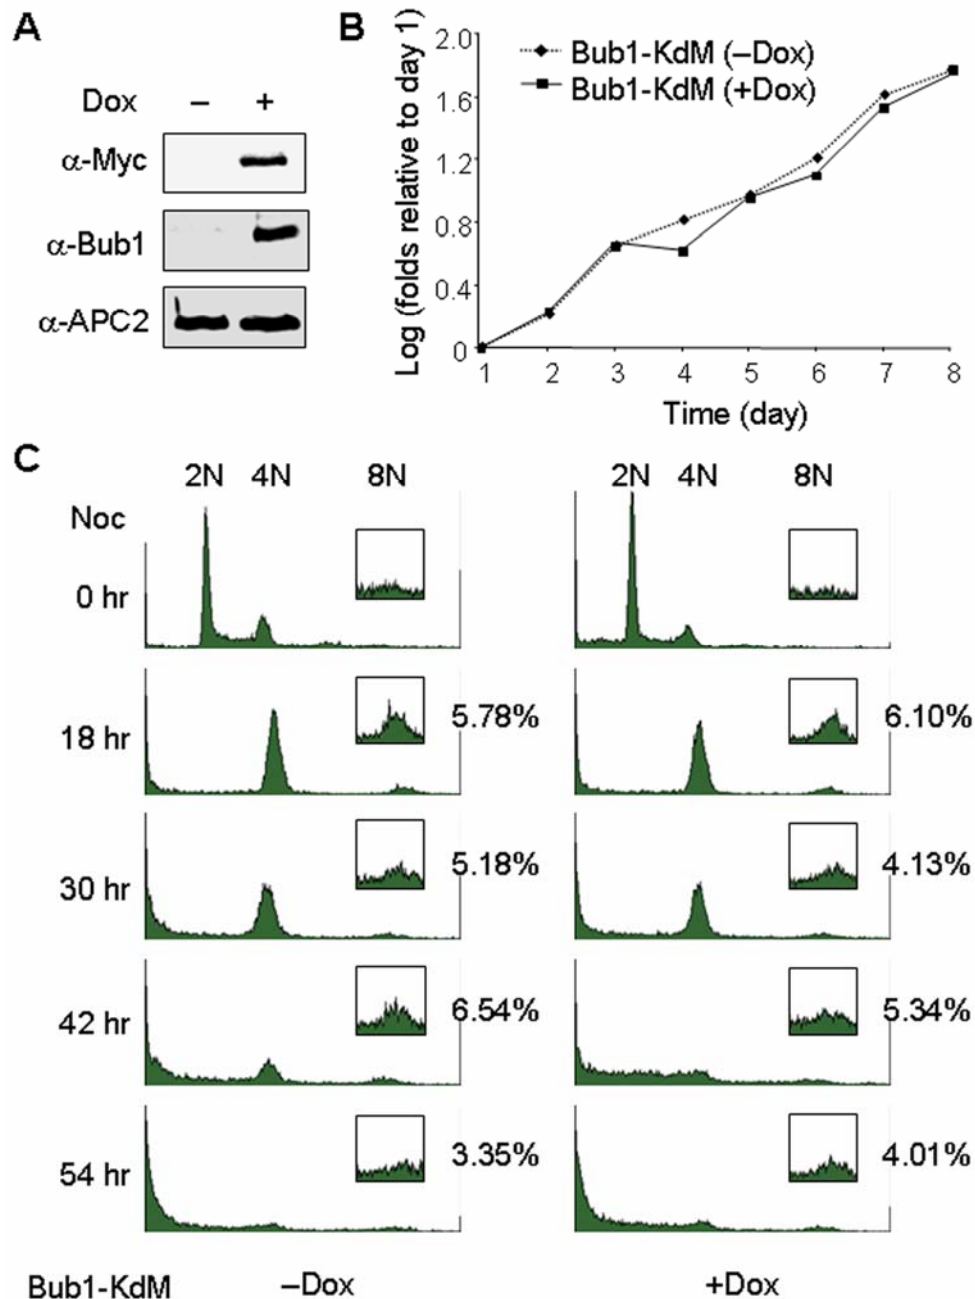 A
Dox – +
α-Myc
α-Bub1
α-APC2
B
Log (folds relative to day 1)
2.0
1.6
1.2
0.8
0.4
0
Bub1-KdM (–Dox)
Bub1-KdM (+Dox)
1 2 3 4 5 6 7 8
Time (day)
C
2N 4N 8N 2N 4N 8N
Noc
0 hr
18 hr 5.78% 6.10%
30 hr 5.18% 4.13%
42 hr 6.54% 5.34%
54 hr 3.35% 4.01%
Bub1-KdM –Dox +Dox